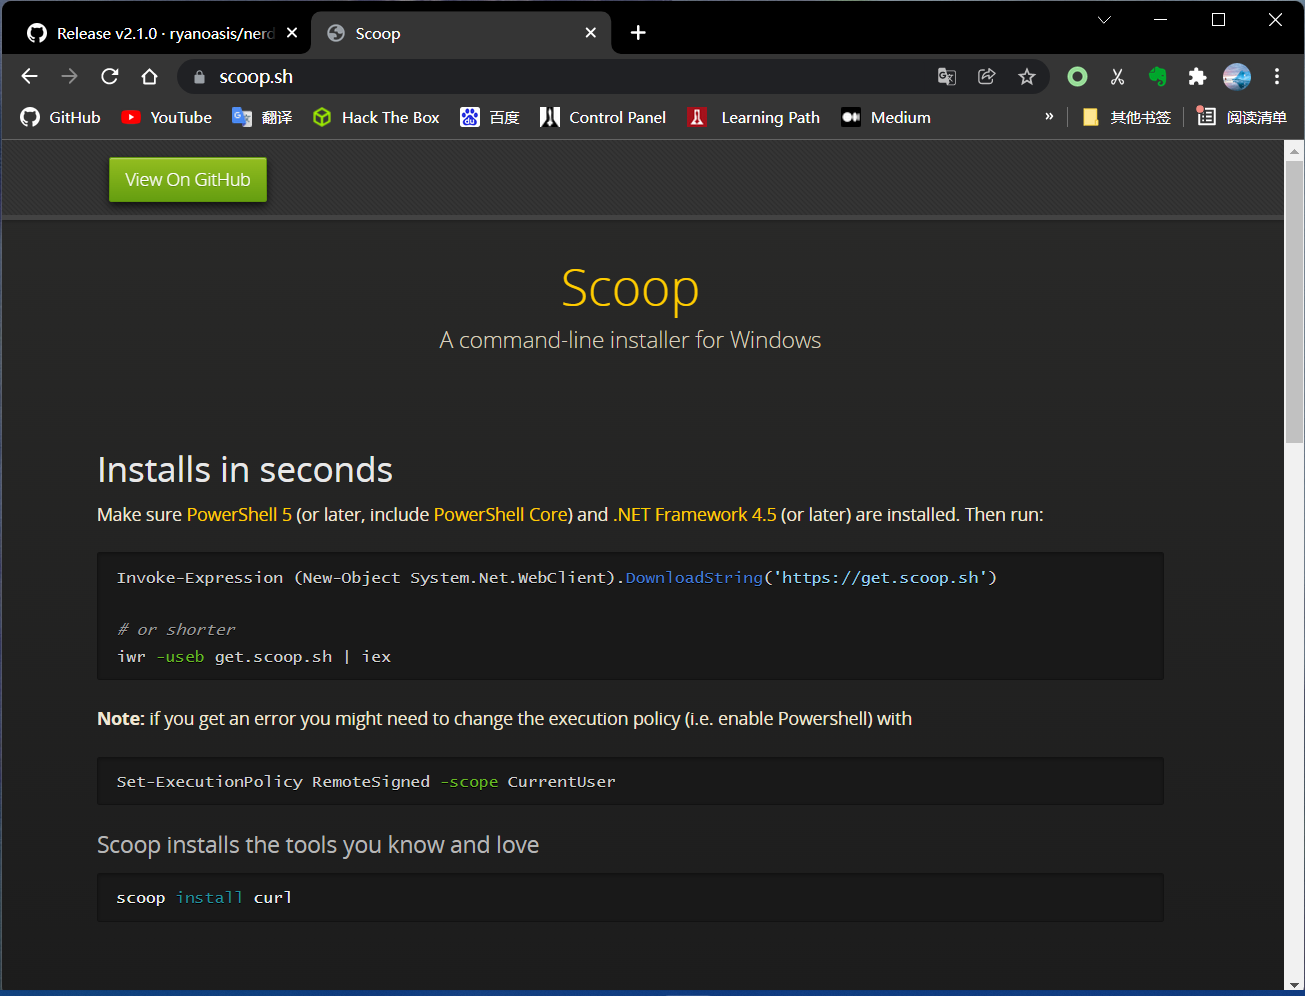 Release v2.1.0 · ryanoasis/nerd
Scoop
scoop.sh
GitHub
YouTube
翻译
Hack The Box
百度
Control Panel
Learning Path
Medium
»
其他书签
阅读清单
View On GitHub
Scoop
A command-line installer for Windows
Installs in seconds
Make sure PowerShell 5 (or later, include PowerShell Core) and .NET Framework 4.5 (or later) are installed. Then run:
Invoke-Expression (New-Object System.Net.WebClient).DownloadString('https://get.scoop.sh')
# or shorter
iwr -useb get.scoop.sh | iex
Note: if you get an error you might need to change the execution policy (i.e. enable Powershell) with
Set-ExecutionPolicy RemoteSigned -scope CurrentUser
Scoop installs the tools you know and love
scoop install curl